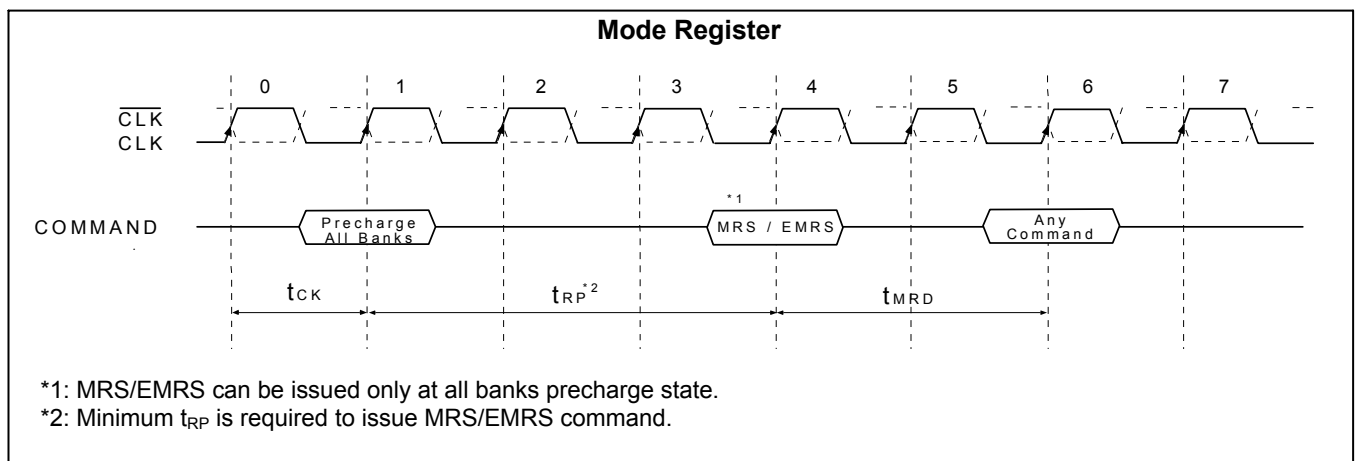 Mode Register
0 1 2 3 4 5 6 7
CLK
CLK
*1
COMMAND
Precharge
All Banks
MRS / EMRS
Any
Command
tCK
tRP*2
tMRD
*1: MRS/EMRS can be issued only at all banks precharge state.
*2: Minimum tRP is required to issue MRS/EMRS command.